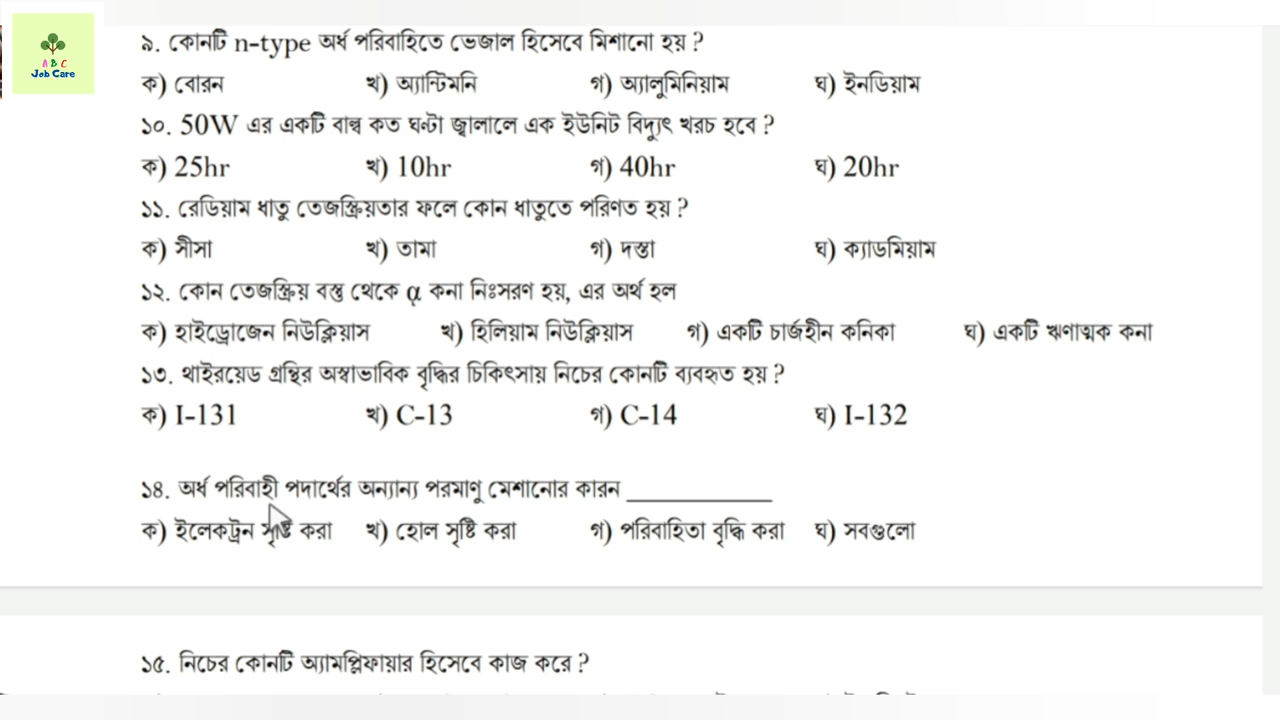 A B C
Job Care
৯. কোনটি n-type অর্ধ পরিবাহিতে ভেজাল হিসেবে মিশানো হয় ?
ক) বোরন খ) অ্যান্টিমনি গ) অ্যালুমিনিয়াম ঘ) ইনডিয়াম
১০. 50W এর একটি বাল্ব কত ঘণ্টা জ্বালালে এক ইউনিট বিদ্যুৎ খরচ হবে ?
ক) 25hr খ) 10hr গ) 40hr ঘ) 20hr
১১. রেডিয়াম ধাতু তেজস্ক্রিয়তার ফলে কোন ধাতুতে পরিণত হয় ?
ক) সীসা খ) তামা গ) দস্তা ঘ) ক্যাডমিয়াম
১২. কোন তেজস্ক্রিয় বস্তু থেকে α কনা নিঃসরণ হয়, এর অর্থ হল
ক) হাইড্রোজেন নিউক্লিয়াস খ) হিলিয়াম নিউক্লিয়াস গ) একটি চার্জহীন কনিকা ঘ) একটি ঋণাত্মক কনা
১৩. থাইরয়েড গ্রন্থির অস্বাভাবিক বৃদ্ধির চিকিৎসায় নিচের কোনটি ব্যবহৃত হয় ?
ক) I-131 খ) C-13 গ) C-14 ঘ) I-132
১৪. অর্ধ পরিবাহী পদার্থের অন্যান্য পরমাণু মেশানোর কারন ____________
ক) ইলেকট্রন সৃষ্টি করা খ) হোল সৃষ্টি করা গ) পরিবাহিতা বৃদ্ধি করা ঘ) সবগুলো
১৫. নিচের কোনটি অ্যামপ্লিফায়ার হিসেবে কাজ করে ?